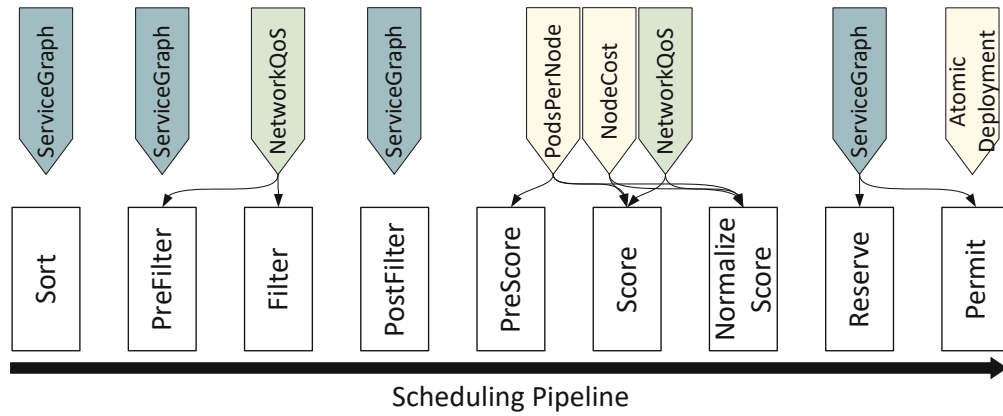 ServiceGraph
ServiceGraph
NetworkQoS
ServiceGraph
PodsPerNode
NodeCost
NetworkQoS
ServiceGraph
Atomic
Deployment
Sort
PreFilter
Filter
PostFilter
PreScore
Score
Normalize
Score
Reserve
Permit
Scheduling Pipeline